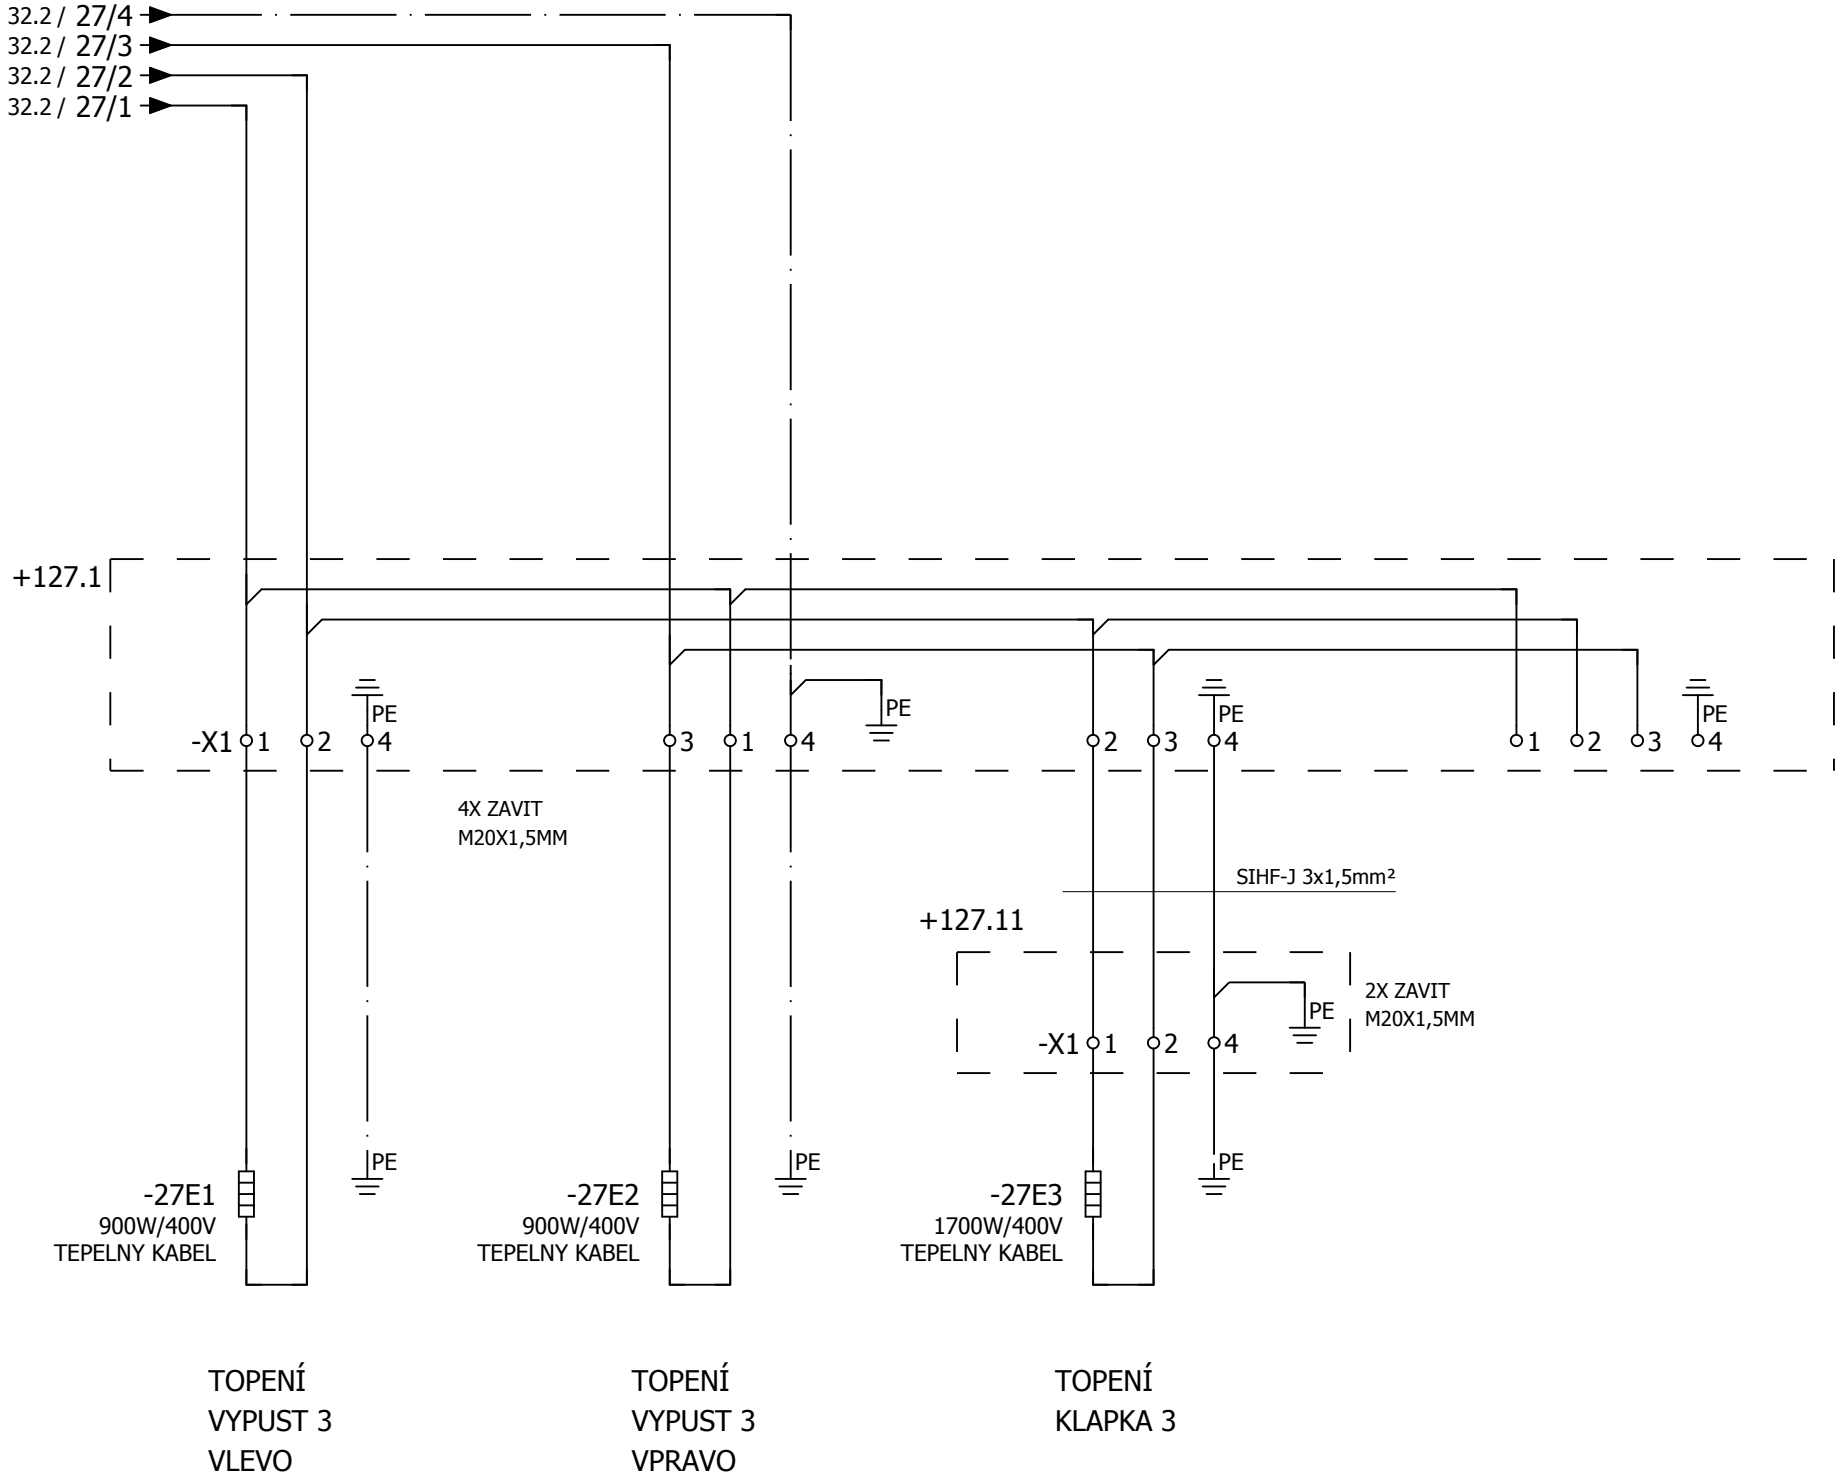 32.2 / 27/4
32.2 / 27/3
32.2 / 27/2
32.2 / 27/1
+127.1
PE
PE
PE
PE
-X1 1 2 4 3 1 4 2 3 4 1 2 3 4
4X ZAVIT
M20X1,5MM
SIHF-J 3x1,5mm²
+127.11
2X ZAVIT
M20X1,5MM
PE
-X1 1 2 4
PE
PE
PE
-27E1
900W/400V
TEPELNY KABEL
-27E2
900W/400V
TEPELNY KABEL
-27E3
1700W/400V
TEPELNY KABEL
TOPENÍ
VYPUST 3
VLEVO
TOPENÍ
VYPUST 3
VPRAVO
TOPENÍ
KLAPKA 3